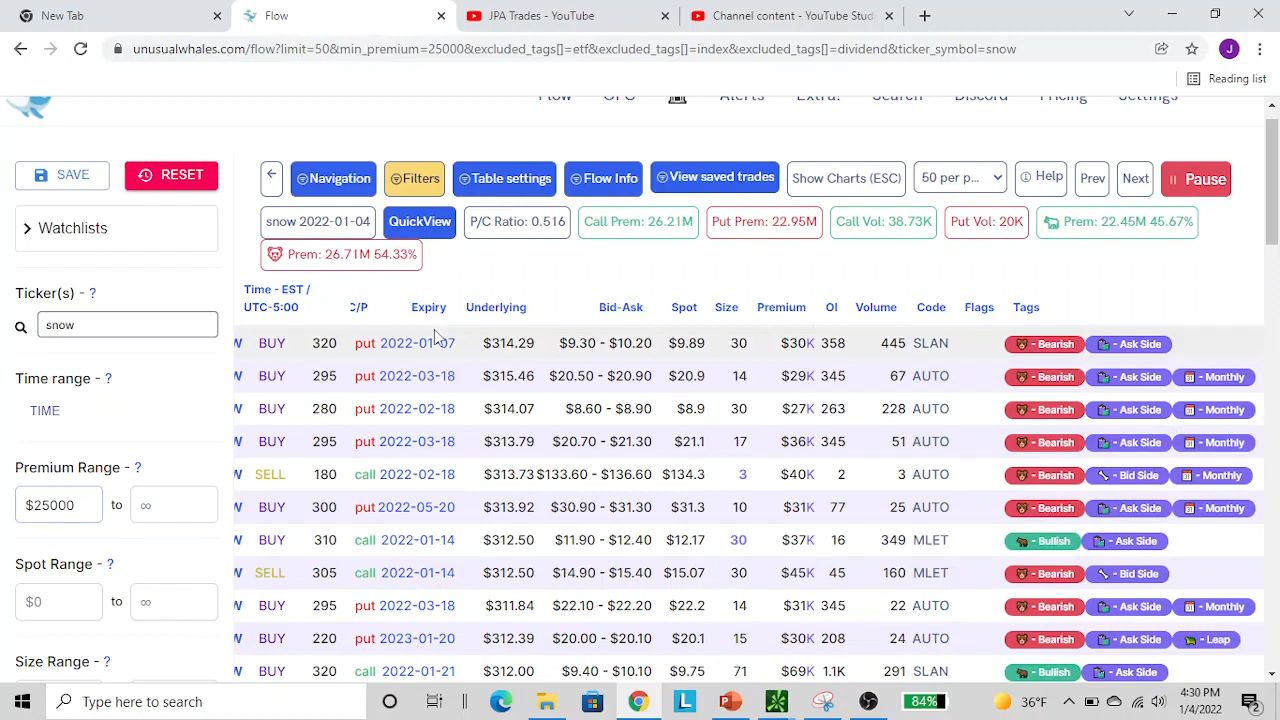 New Tab
Flow
JPA Trades - YouTube
Channel content - YouTube Stud
unusualwhales.com/flow?limit=50&min_premium=25000&excluded_tags[]=etf&excluded_tags[]=index&excluded_tags[]=dividend&ticker_symbol=snow
J
Reading list
Flow Alerts Extra! Search Discord Pricing Settings
SAVE RESET
Navigation Filters Table settings Flow Info View saved trades Show Charts (ESC) 50 per p... Help Prev Next Pause
snow 2022-01-04 QuickView P/C Ratio: 0.516 Call Prem: 26.21M Put Prem: 22.95M Call Vol: 38.73K Put Vol: 20K Prem: 22.45M 45.67%
Prem: 26.71M 54.33%
Watchlists
Ticker(s) - ?
snow
Time range - ?
TIME
Premium Range - ?
$25000 to ∞
Spot Range - ?
$0 to ∞
Size Range - ?
Time - EST /
UTC-5:00 C/P Expiry Underlying Bid-Ask Spot Size Premium OI Volume Code Flags Tags
W BUY 320 put 2022-01-07 $314.29 $9.30 - $10.20 $9.89 30 $30K 358 445 SLAN - Bearish - Ask Side
W BUY 295 put 2022-03-18 $315.46 $20.50 - $20.90 $20.9 14 $29K 345 67 AUTO - Bearish - Ask Side - Monthly
W BUY 280 put 2022-02-18 $314.07 $8.60 - $8.90 $8.9 30 $27K 263 228 AUTO - Bearish - Ask Side - Monthly
W BUY 295 put 2022-03-18 $313.79 $20.70 - $21.30 $21.1 17 $36K 345 51 AUTO - Bearish - Ask Side - Monthly
W SELL 180 call 2022-02-18 $313.73 $133.60 - $136.60 $134.3 3 $40K 2 3 AUTO - Bearish - Bid Side - Monthly
W BUY 300 put 2022-05-20 $313.92 $30.90 - $31.30 $31.3 10 $31K 77 25 AUTO - Bearish - Ask Side - Monthly
W BUY 310 call 2022-01-14 $312.50 $11.90 - $12.40 $12.17 30 $37K 16 349 MLET - Bullish - Ask Side
W SELL 305 call 2022-01-14 $312.50 $14.90 - $15.40 $15.07 30 $45K 45 160 MLET - Bearish - Bid Side
W BUY 295 put 2022-03-18 $311.84 $22.10 - $22.20 $22.2 14 $31K 345 22 AUTO - Bearish - Ask Side - Monthly
W BUY 220 put 2023-01-20 $312.39 $20.00 - $20.10 $20.1 15 $30K 208 24 AUTO - Bearish - Ask Side - Leap
W BUY 320 call 2022-01-21 $312.00 $9.40 - $10.10 $9.75 71 $69K 1.1K 291 SLAN - Bullish - Ask Side
Type here to search
L
84%
36°F
4:30 PM
1/4/2022
2